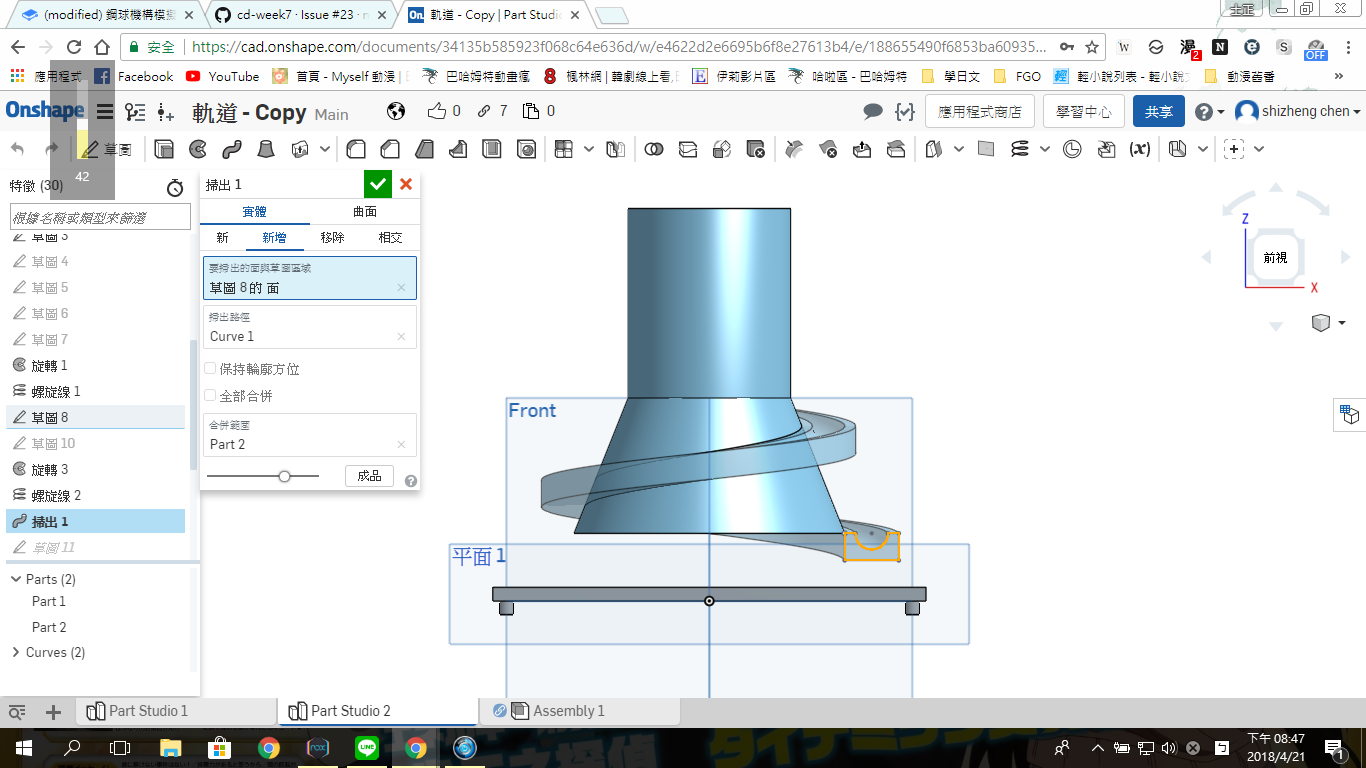 (modified) 鋼球機構模擬
cd-week7 · Issue #23 · n
軌道 - Copy | Part Studio
安全
https://cad.onshape.com/documents/34135b585923f068c64e636d/w/e4622d2e6695b6f8e27613b4/e/188655490f6853ba60935...
W
漫
2
N
S
OFF
應用程式
Facebook
YouTube
首頁 - Myself 動漫
巴哈姆特動畫瘋
楓林網 | 韓劇線上看
伊莉影片區
哈啦區 - 巴哈姆特
學日文
FGO
輕小說列表 - 輕小說
動漫番
Onshape
軌道 - Copy
Main
0
7
0
應用程式商店
學習中心
共享
shizheng chen
草圖
(x)
42
特徵 (30)
根據名稱或類型來篩選
草圖 3
草圖 4
草圖 5
草圖 6
草圖 7
旋轉 1
螺旋線 1
草圖 8
草圖 10
旋轉 3
螺旋線 2
掃出 1
草圖 11
Parts (2)
Part 1
Part 2
Curves (2)
掃出 1
實體
曲面
新
新增
移除
相交
要掃出的面與草圖區域
草圖 8 的 面
掃出路徑
Curve 1
保持輪廓方位
全部合併
合併範圍
Part 2
成品
Front
平面 1
Z
前視
X
Part Studio 1
Part Studio 2
Assembly 1
nox
LINE
下午 08:47
2018/4/21
1